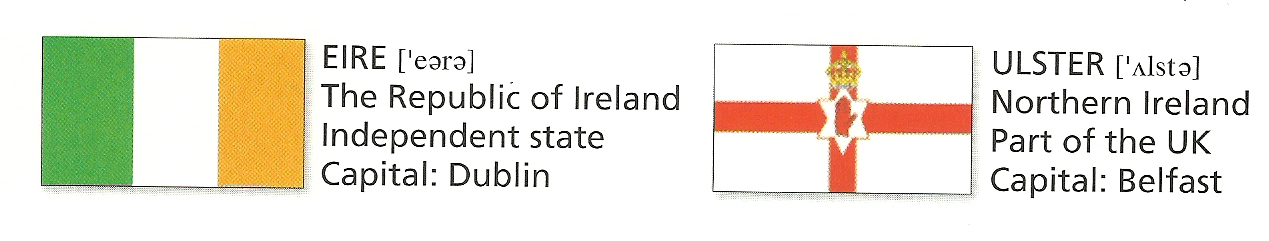 EIRE ['eərə]
The Republic of Ireland
Independent state
Capital: Dublin
ULSTER ['ʌlstə]
Northern Ireland
Part of the UK
Capital: Belfast